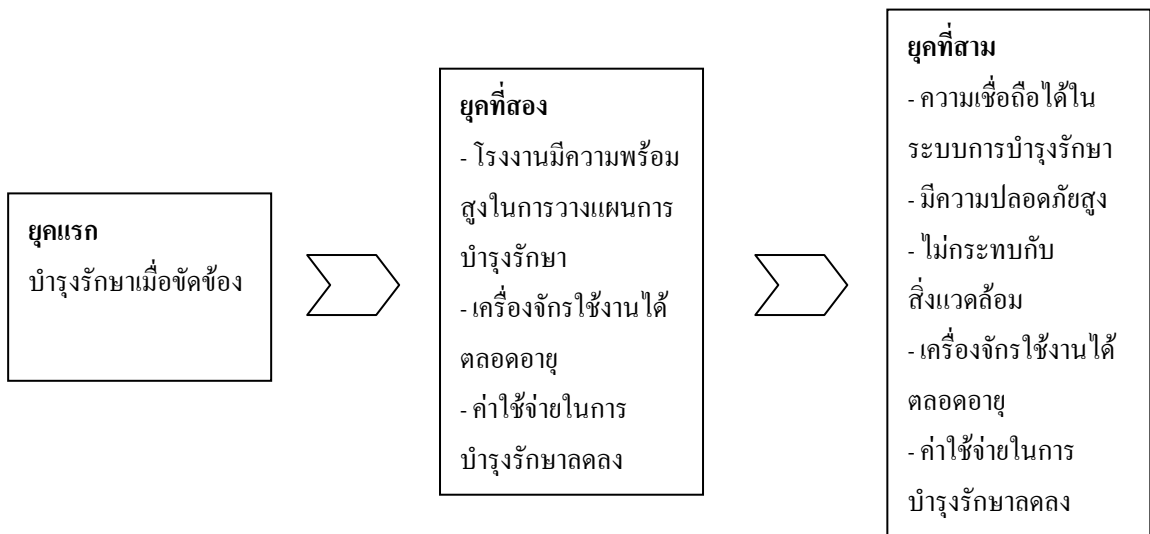 ยุคแรก
บำรุงรักษาเมื่อขัดข้อง
ยุคที่สอง
- โรงงานมีความพร้อม
สูงในการวางแผนการ
บำรุงรักษา
- เครื่องจักรใช้งานได้
ตลอดอายุ
- ค่าใช้จ่ายในการ
บำรุงรักษาลดลง
ยุคที่สาม
- ความเชื่อถือได้ใน
ระบบการบำรุงรักษา
- มีความปลอดภัยสูง
- ไม่กระทบกับ
สิ่งแวดล้อม
- เครื่องจักรใช้งานได้
ตลอดอายุ
- ค่าใช้จ่ายในการ
บำรุงรักษาลดลง